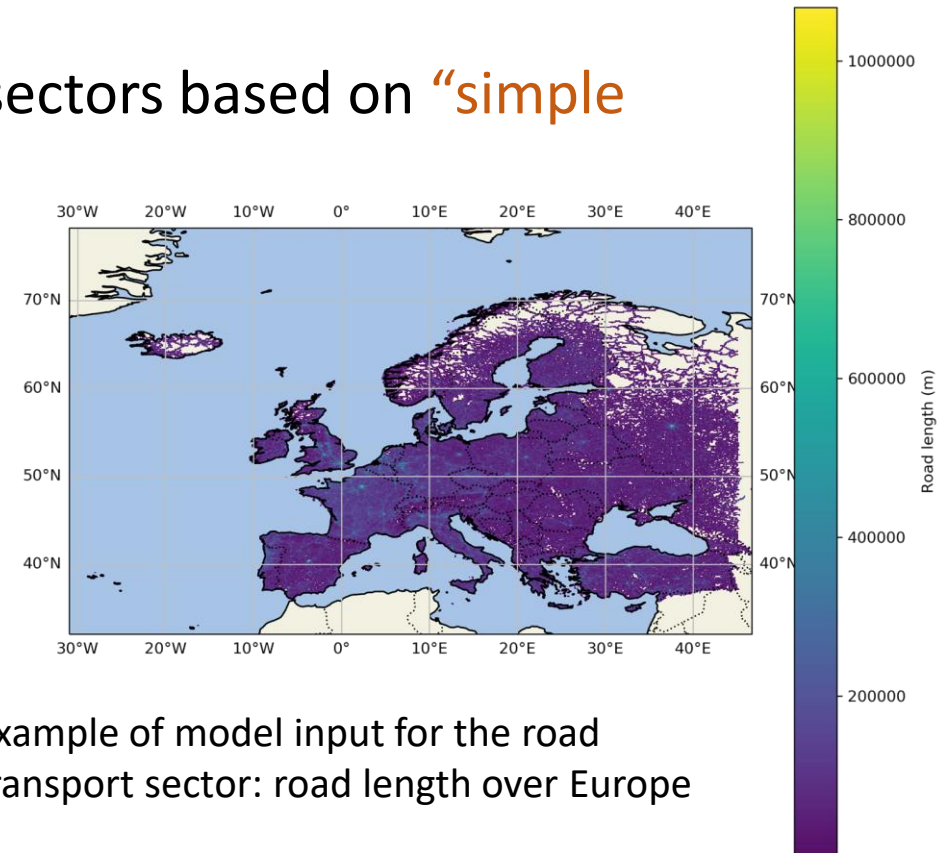 sectors based on “simple
30°W 20°W 10°W 0° 10°E 20°E 30°E 40°E
70°N 70°N
60°N 60°N
50°N 50°N
40°N 40°N
30°W 20°W 10°W 0° 10°E 20°E 30°E 40°E
1000000
800000
600000
400000
200000
Road length (m)
xample of model input for the road
ransport sector: road length over Europe